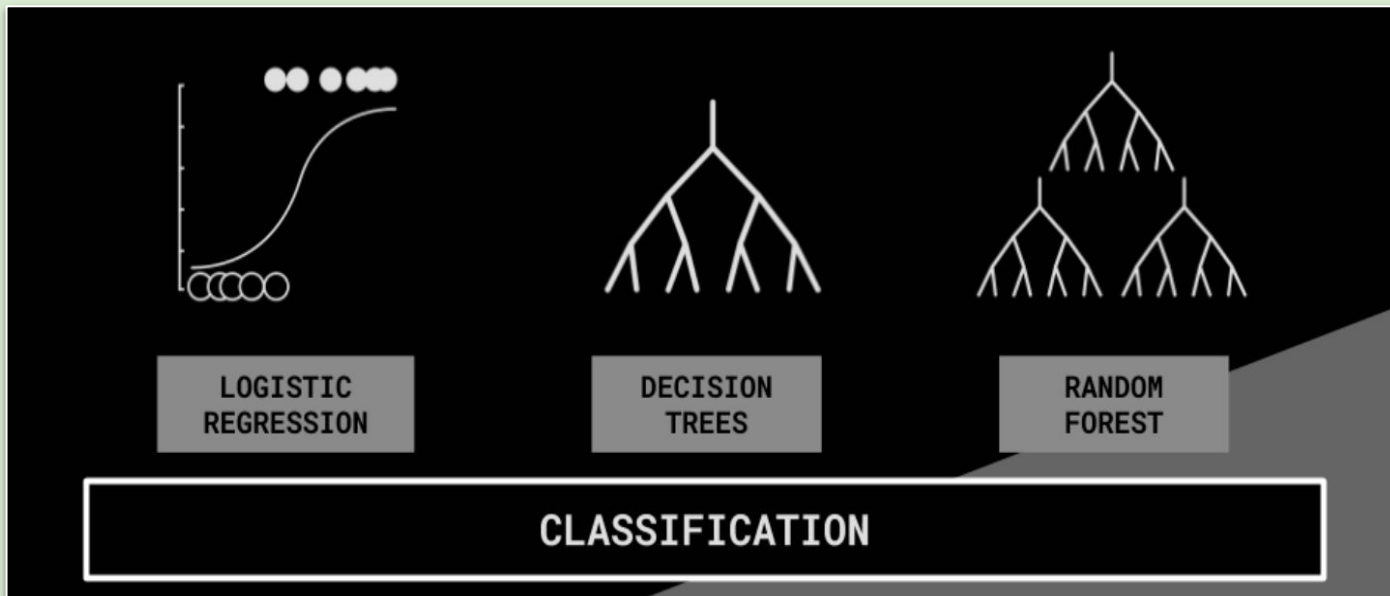 LOGISTIC
REGRESSION
DECISION
TREES
RANDOM
FOREST
CLASSIFICATION